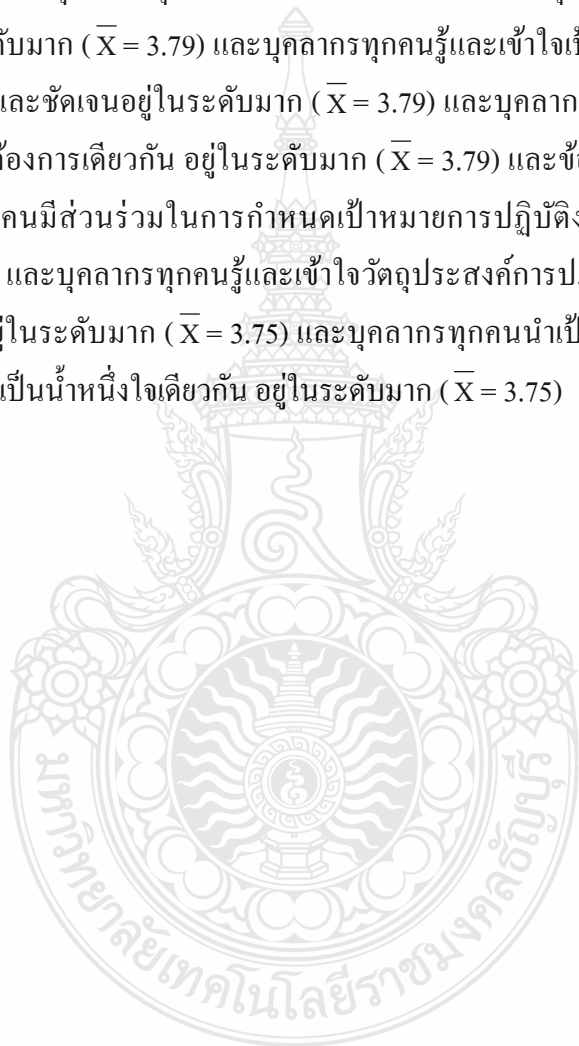 ับมาก ( X̅ = 3.79) และบุคลากรทุกคนรู้และเข้าใจเป้
และชัดเจนอยู่ในระดับมาก ( X̅ = 3.79) และบุคลาก
้องการเดียวกัน อยู่ในระดับมาก ( X̅ = 3.79) และข้อ
คนมีส่วนร่วมในการกำหนดเป้าหมายการปฏิบัติง
และบุคลากรทุกคนรู้และเข้าใจวัตถุประสงค์การป
ู่ในระดับมาก ( X̅ = 3.75) และบุคลากรทุกคนนำเป้
เป็นน้ำหนึ่งใจเดียวกัน อยู่ในระดับมาก ( X̅ = 3.75)
มหาวิทยาลัยเทคโนโลยีราชมงคลธัญบุรี